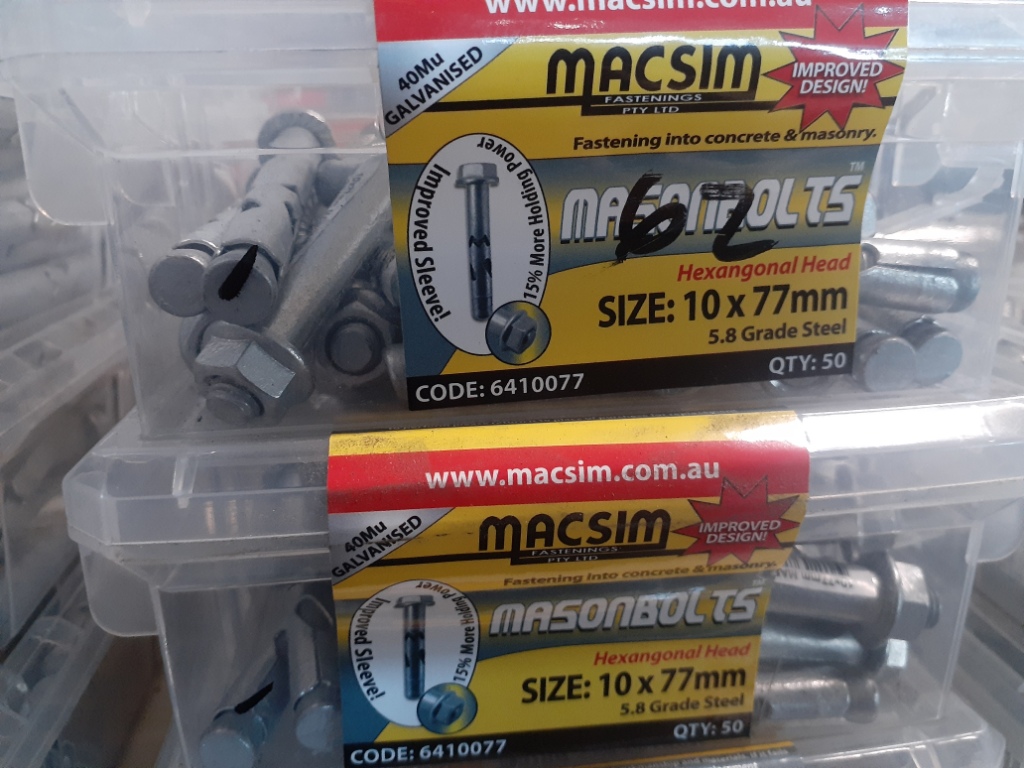 www.macsim.com.au
40Mu
GALVANISED
MACSIM
FASTENINGS
PTY LTD
IMPROVED
DESIGN!
Fastening into concrete & masonry.
Improved Sleeve!
15% More Holding Power
MASONBOLTS™
62
Hexangonal Head
SIZE: 10 x 77mm
5.8 Grade Steel
CODE: 6410077
QTY: 50
www.macsim.com.au
40Mu
GALVANISED
MACSIM
FASTENINGS
PTY LTD
IMPROVED
DESIGN!
Fastening into concrete & masonry.
Improved Sleeve!
15% More Holding Power
MASONBOLTS™
Hexangonal Head
SIZE: 10 x 77mm
5.8 Grade Steel
CODE: 6410077
QTY: 50